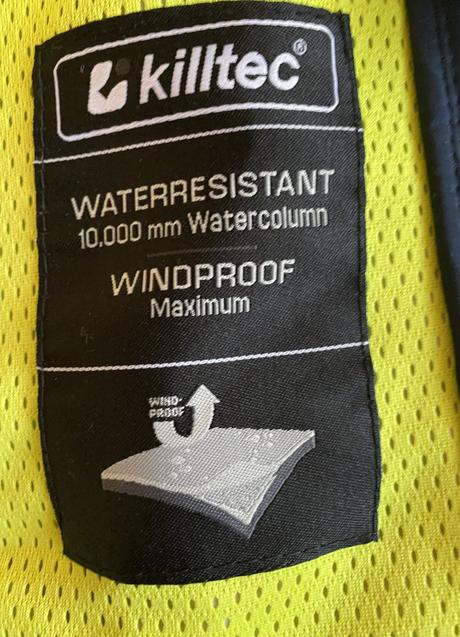 killtec®
WATERRESISTANT
10.000 mm Watercolumn
WINDPROOF
Maximum
WIND-
PROOF